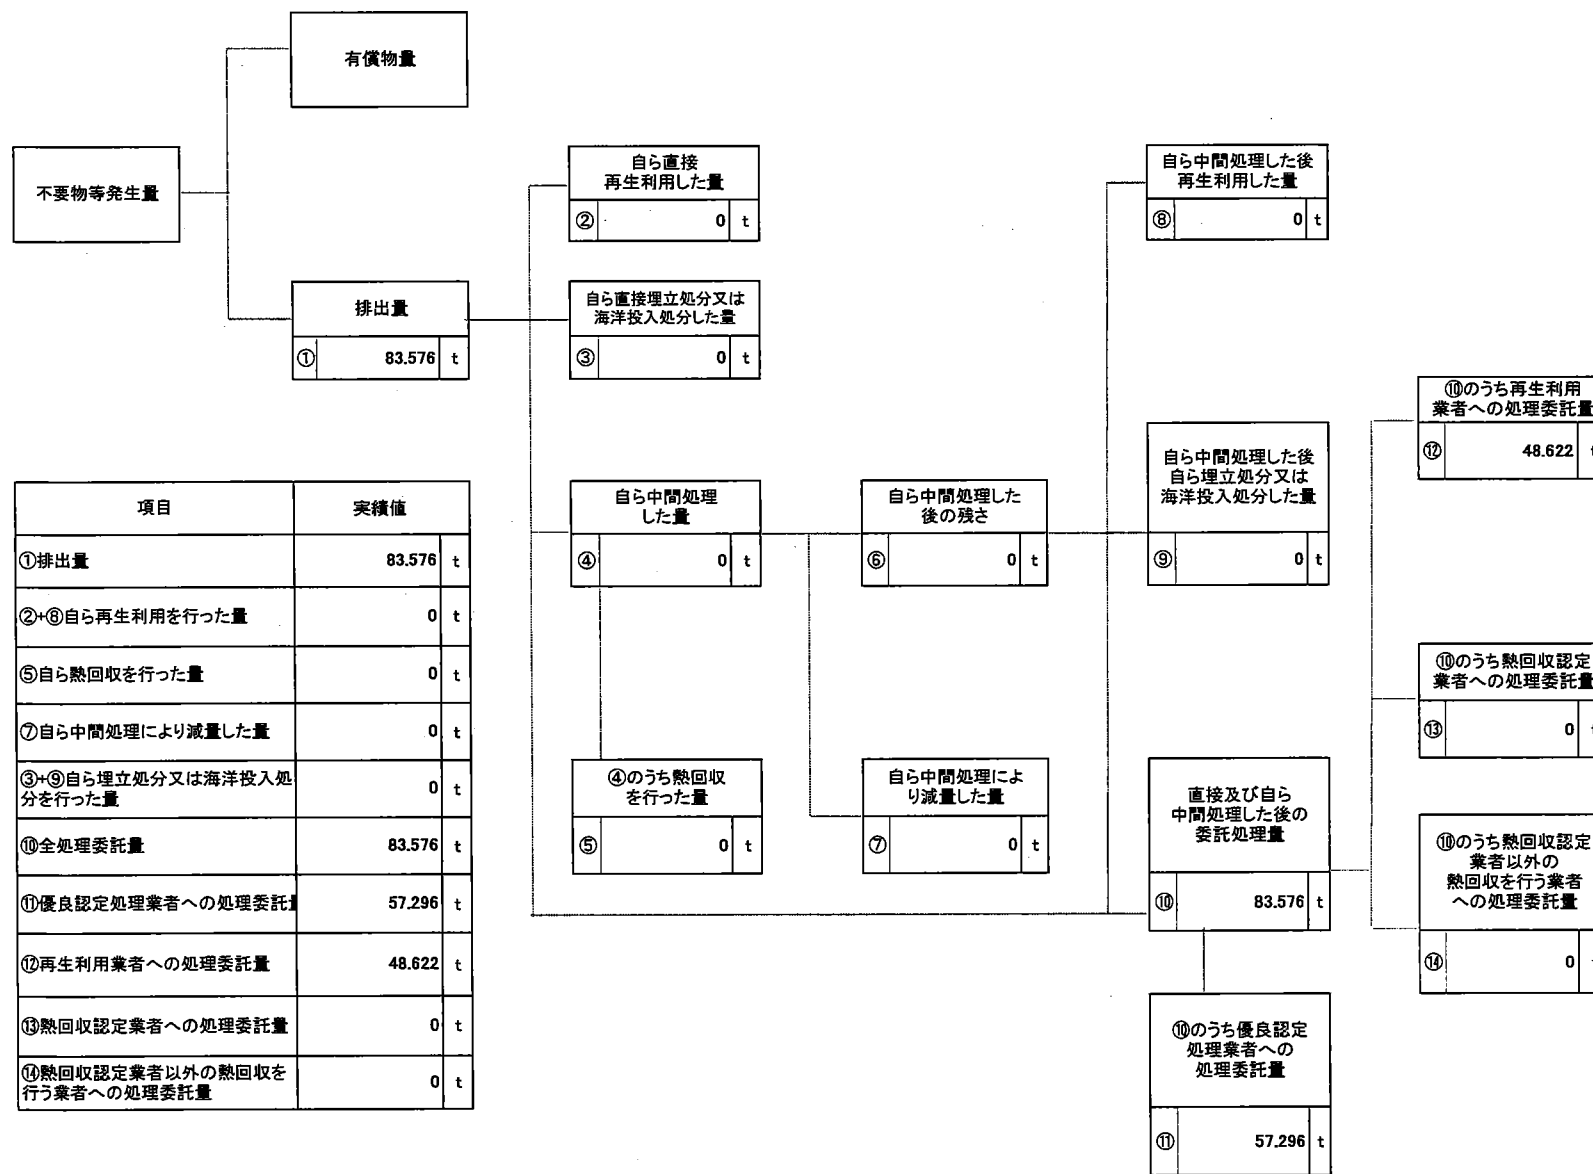 有償物量
不要物等発生量
排出量
① 83.576 t
自ら直接
再生利用した量
② 0 t
自ら直接埋立処分又は
海洋投入処分した量
③ 0 t
自ら中間処理
した量
④ 0 t
④のうち熱回収
を行った量
⑤ 0 t
自ら中間処理した
後の残さ
⑥ 0 t
自ら中間処理によ
り減量した量
⑦ 0 t
自ら中間処理した後
再生利用した量
⑧ 0 t
自ら中間処理した後
自ら埋立処分又は
海洋投入処分した量
⑨ 0 t
直接及び自ら
中間処理した後の
委託処理量
⑩ 83.576 t
⑩のうち優良認定
処理業者への
処理委託量
⑪ 57.296 t
⑩のうち再生利用
業者への処理委託量
⑫ 48.622 t
⑩のうち熱回収認定
業者への処理委託量
⑬ 0 t
⑩のうち熱回収認定
業者以外の
熱回収を行う業者
への処理委託量
⑭ 0 t
項目 実績値
①排出量 83.576 t
②+⑧自ら再生利用を行った量 0 t
⑤自ら熱回収を行った量 0 t
⑦自ら中間処理により減量した量 0 t
③+⑨自ら埋立処分又は海洋投入処
分を行った量 0 t
⑩全処理委託量 83.576 t
⑪優良認定処理業者への処理委託量 57.296 t
⑫再生利用業者への処理委託量 48.622 t
⑬熱回収認定業者への処理委託量 0 t
⑭熱回収認定業者以外の熱回収を
行う業者への処理委託量 0 t